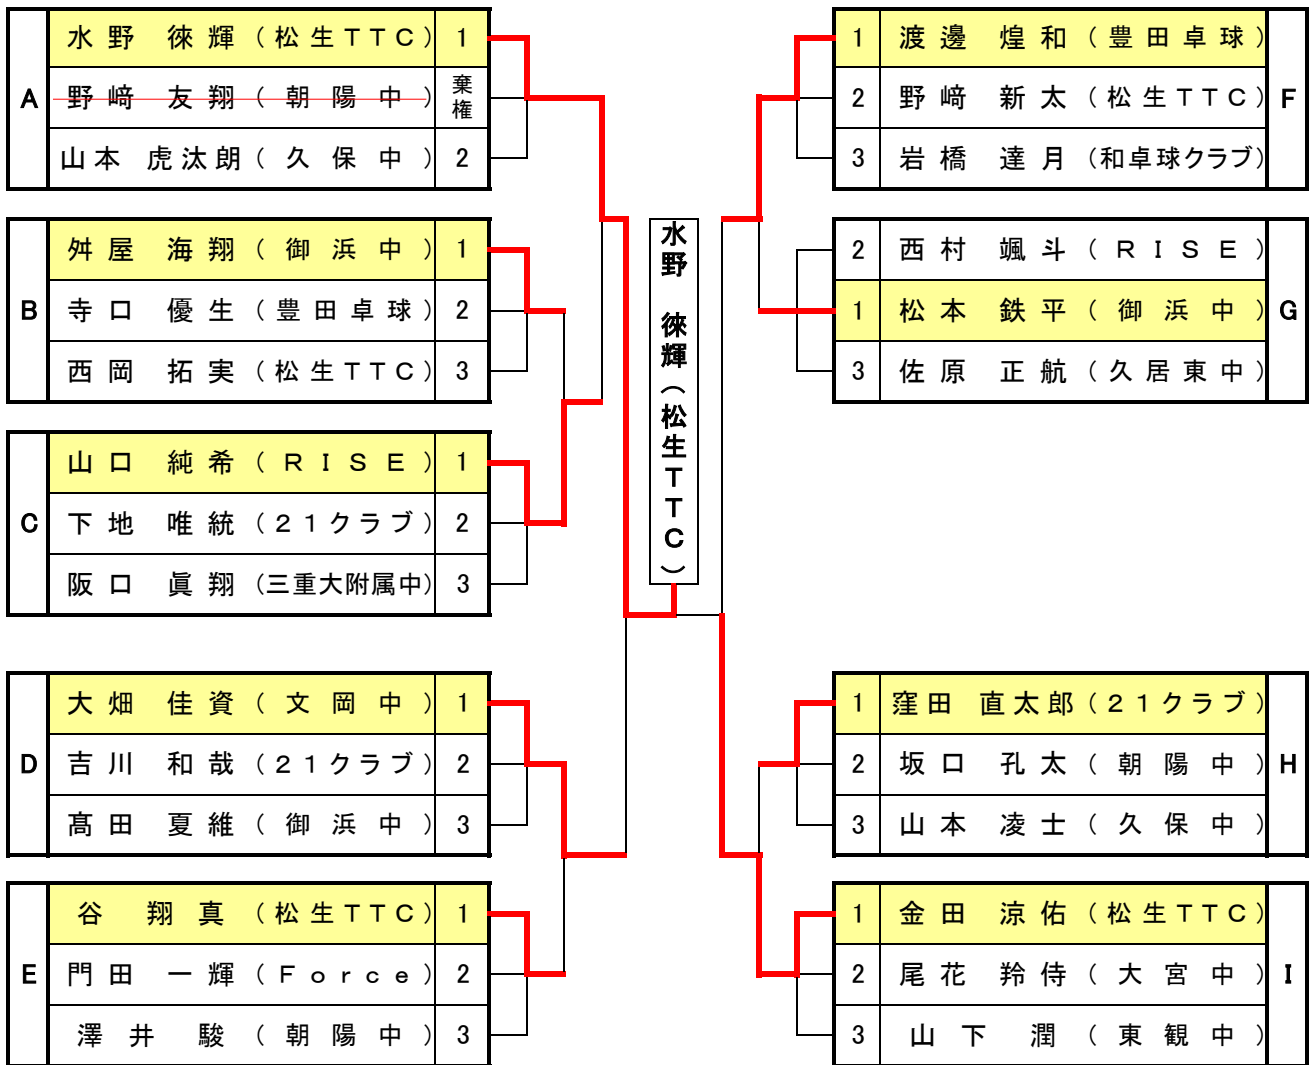 A
水野 徠輝（松生TTC） 1
野﨑 友翔（朝陽中） 棄権
山本 虎汰朗（久保中） 2
B
舛屋 海翔（御浜中） 1
寺口 優生（豊田卓球） 2
西岡 拓実（松生TTC） 3
C
山口 純希（RISE） 1
下地 唯統（21クラブ） 2
阪口 眞翔（三重大附属中） 3
D
大畑 佳資（文岡中） 1
吉川 和哉（21クラブ） 2
髙田 夏維（御浜中） 3
E
谷 翔真（松生TTC） 1
門田 一輝（Force） 2
澤井 駿（朝陽中） 3
水野 徠輝（松生TTC）
F
1 渡邊 煌和（豊田卓球）
2 野﨑 新太（松生TTC）
3 岩橋 達月（和卓球クラブ）
G
2 西村 颯斗（RISE）
1 松本 鉄平（御浜中）
3 佐原 正航（久居東中）
H
1 窪田 直太郎（21クラブ）
2 坂口 孔太（朝陽中）
3 山本 凌士（久保中）
I
1 金田 涼佑（松生TTC）
2 尾花 羚侍（大宮中）
3 山下 潤（東観中）